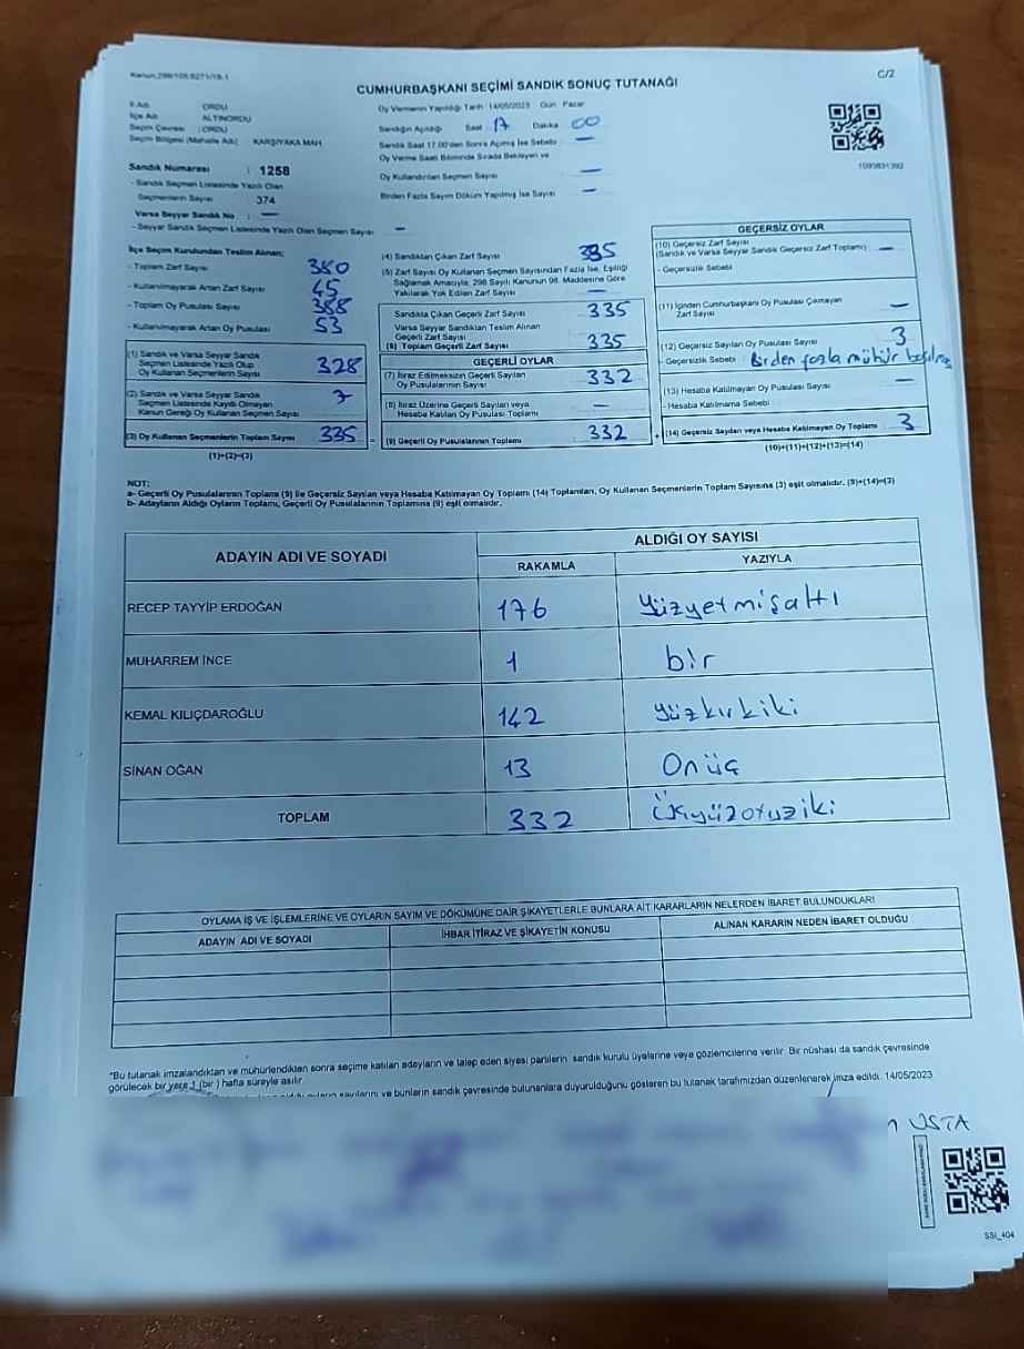 Kanun,298/105,6271/19.1
C/2
CUMHURBAŞKANI SEÇİMİ SANDIK SONUÇ TUTANAĞI
İl Adı : ORDU
İlçe Adı : ALTINORDU
Seçim Çevresi : ORDU
Seçim Bölgesi (Mahalle Adı) : KARŞIYAKA MAH
Sandık Numarası : 1258
- Sandık Seçmen Listesinde Yazılı Olan
Seçmenlerin Sayısı : 374
Varsa Seyyar Sandık No : —
- Seyyar Sandık Seçmen Listesinde Yazılı Olan Seçmen Sayısı —
Oy Vermenin Yapıldığı Tarih 14/05/2023 Gün Pazar
Sandığın Açıldığı Saat 17 Dakika 00
Sandık Saat 17.00'den Sonra Açılmış İse Sebebi —
Oy Verme Saati Bitiminde Sırada Bekleyen ve
Oy Kullandırılan Seçmen Sayısı —
Birden Fazla Sayım Döküm Yapılmış İse Sayısı —
İlçe Seçim Kurulundan Teslim Alınan;
- Toplam Zarf Sayısı 380
- Kullanılmayarak Artan Zarf Sayısı 45
- Toplam Oy Pusulası Sayısı 388
- Kullanılmayarak Artan Oy Pusulası 53
(1) Sandık ve Varsa Seyyar Sandık
Seçmen Listesinde Yazılı Olup
Oy Kullanan Seçmenlerin Sayısı 328
(2) Sandık ve Varsa Seyyar Sandık
Seçmen Listesinde Kaydı Olmayan
Kanun Gereği Oy Kullanan Seçmen Sayısı 7
(3) Oy Kullanan Seçmenlerin Toplam Sayısı 335
(1)+(2)=(3)
(4) Sandıktan Çıkan Zarf Sayısı 335
(5) Zarf Sayısı Oy Kullanan Seçmen Sayısından Fazla İse, Eşitliği
Sağlamak Amacıyla; 298 Sayılı Kanunun 98. Maddesine Göre
Yakılarak Yok Edilen Zarf Sayısı —
Sandıkta Çıkan Geçerli Zarf Sayısı 335
Varsa Seyyar Sandıktan Teslim Alınan
Geçerli Zarf Sayısı
(6) Toplam Geçerli Zarf Sayısı 335
GEÇERLİ OYLAR
(7) İtiraz Edilmeksizin Geçerli Sayılan
Oy Pusulalarının Sayısı 332
(8) İtiraz Üzerine Geçerli Sayılan veya
Hesaba Katılan Oy Pusulası Toplamı —
(9) Geçerli Oy Pusulalarının Toplamı 332
GEÇERSİZ OYLAR
(10) Geçersiz Zarf Sayısı
(Sandık ve Varsa Seyyar Sandık Geçersiz Zarf Toplamı) —
- Geçersizlik Sebebi
(11) İçinden Cumhurbaşkanı Oy Pusulası Çıkmayan
Zarf Sayısı —
(12) Geçersiz Sayılan Oy Pusulası Sayısı 3
- Geçersizlik Sebebi Birden fazla mühür
(13) Hesaba Katılmayan Oy Pusulası Sayısı —
- Hesaba Katılmama Sebebi
(14) Geçersiz Sayılan veya Hesaba Katılmayan Oy Toplamı 3
(10)+(11)+(12)+(13)=(14)
NOT:
a- Geçerli Oy Pusulalarının Toplamı (9) ile Geçersiz Sayılan veya Hesaba Katılmayan Oy Toplamı (14) Toplamları, Oy Kullanan Seçmenlerin Toplam Sayısına (3) eşit olmalıdır. (9)+(14)=(3)
b- Adayların Aldığı Oyların Toplamı, Geçerli Oy Pusulalarının Toplamına (9) eşit olmalıdır.
ADAYIN ADI VE SOYADI ALDIĞI OY SAYISI
RAKAMLA YAZIYLA
RECEP TAYYİP ERDOĞAN 176 yüzyetmişaltı
MUHARREM İNCE 1 bir
KEMAL KILIÇDAROĞLU 142 yüzkırkiki
SİNAN OĞAN 13 Onüç
TOPLAM 332 Üçyüzotuziki
OYLAMA İŞ VE İŞLEMLERİNE VE OYLARIN SAYIM VE DÖKÜMÜNE DAİR ŞİKAYETLERLE BUNLARA AİT KARARLARIN NELERDEN İBARET BULUNDUKLARI
ADAYIN ADI VE SOYADI İHBAR İTİRAZ VE ŞİKAYETİN KONUSU ALINAN KARARIN NEDEN İBARET OLDUĞU
"Bu tutanak imzalandıktan ve mühürlendikten sonra seçime katılan adayların ve talep eden siyasi partilerin sandık kurulu üyelerine veya gözlemcilerine verilir. Bir nüshası da sandık çevresinde
görülecek bir yere 1 (bir) hafta süreyle asılır.
sayılarını ve bunların sandık çevresinde bulunanlara duyurulduğunu gösteren bu tutanak tarafımızdan düzenlenerek imza edildi. 14/05/2023
USTA
SSI_404